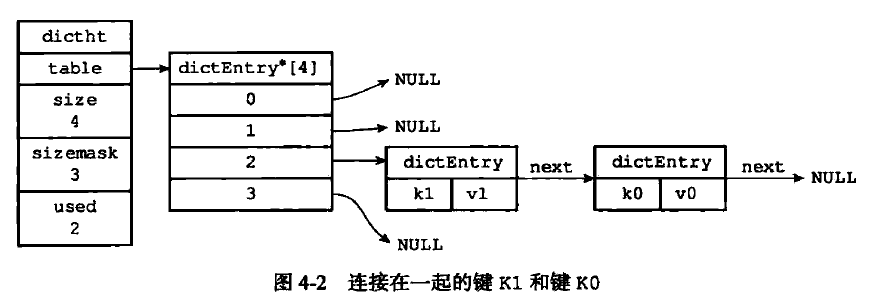 dictht
table
size
4
sizemask
3
used
2
dictEntry*[4]
0
1
2
3
NULL
NULL
dictEntry
k1 v1
next
dictEntry
k0 v0
next
NULL
NULL
图 4-2 连接在一起的键 K1 和键 K0